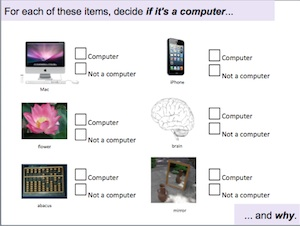 For each of these items, decide if it's a computer...
Computer
Not a computer
Mac
Computer
Not a computer
iPhone
Computer
Not a computer
flower
Computer
Not a computer
brain
Computer
Not a computer
abacus
Computer
Not a computer
mirror
... and why.